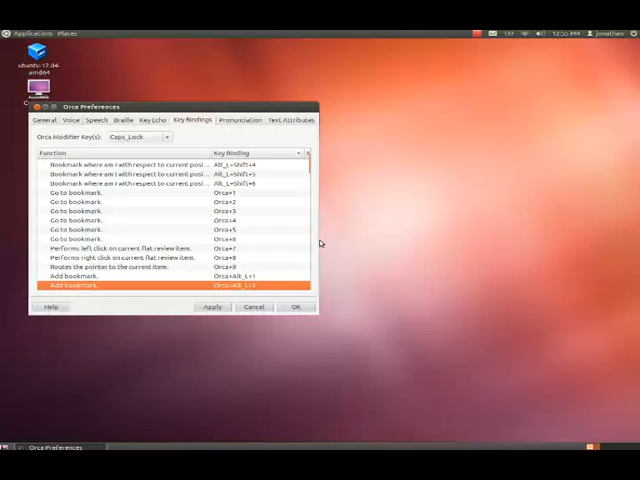 Applications Places
12:55 PM jonathan
ubuntu-12.04-
amd64
Orca Preferences
General Voice Speech Braille Key Echo Key Bindings Pronunciation Text Attributes
Orca Modifier Key(s): Caps_Lock
Function Key Binding
Bookmark where am I with respect to current posi... Alt_L+Shift+4
Bookmark where am I with respect to current posi... Alt_L+Shift+5
Bookmark where am I with respect to current posi... Alt_L+Shift+6
Go to bookmark. Orca+1
Go to bookmark. Orca+2
Go to bookmark. Orca+3
Go to bookmark. Orca+4
Go to bookmark. Orca+5
Go to bookmark. Orca+6
Performs left click on current flat review item. Orca+7
Performs right click on current flat review item. Orca+8
Routes the pointer to the current item. Orca+9
Add bookmark. Orca+Alt_L+1
Add bookmark. Orca+Alt_L+2
Help Apply Cancel OK
Orca Preferences